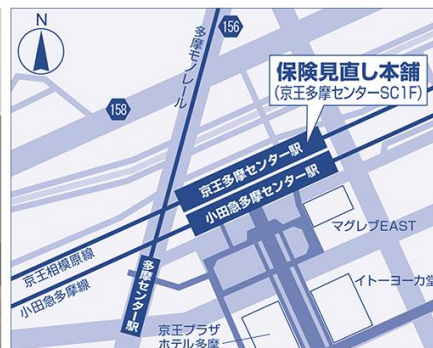 N
156
多摩モノレール
158
保険見直し本舗
(京王多摩センターSC1F)
京王多摩センター駅
小田急多摩センター駅
マグレブEAST
京王相模原線
小田急多摩線
多摩センター駅
イトーヨーカ堂
京王プラザ
ホテル多摩